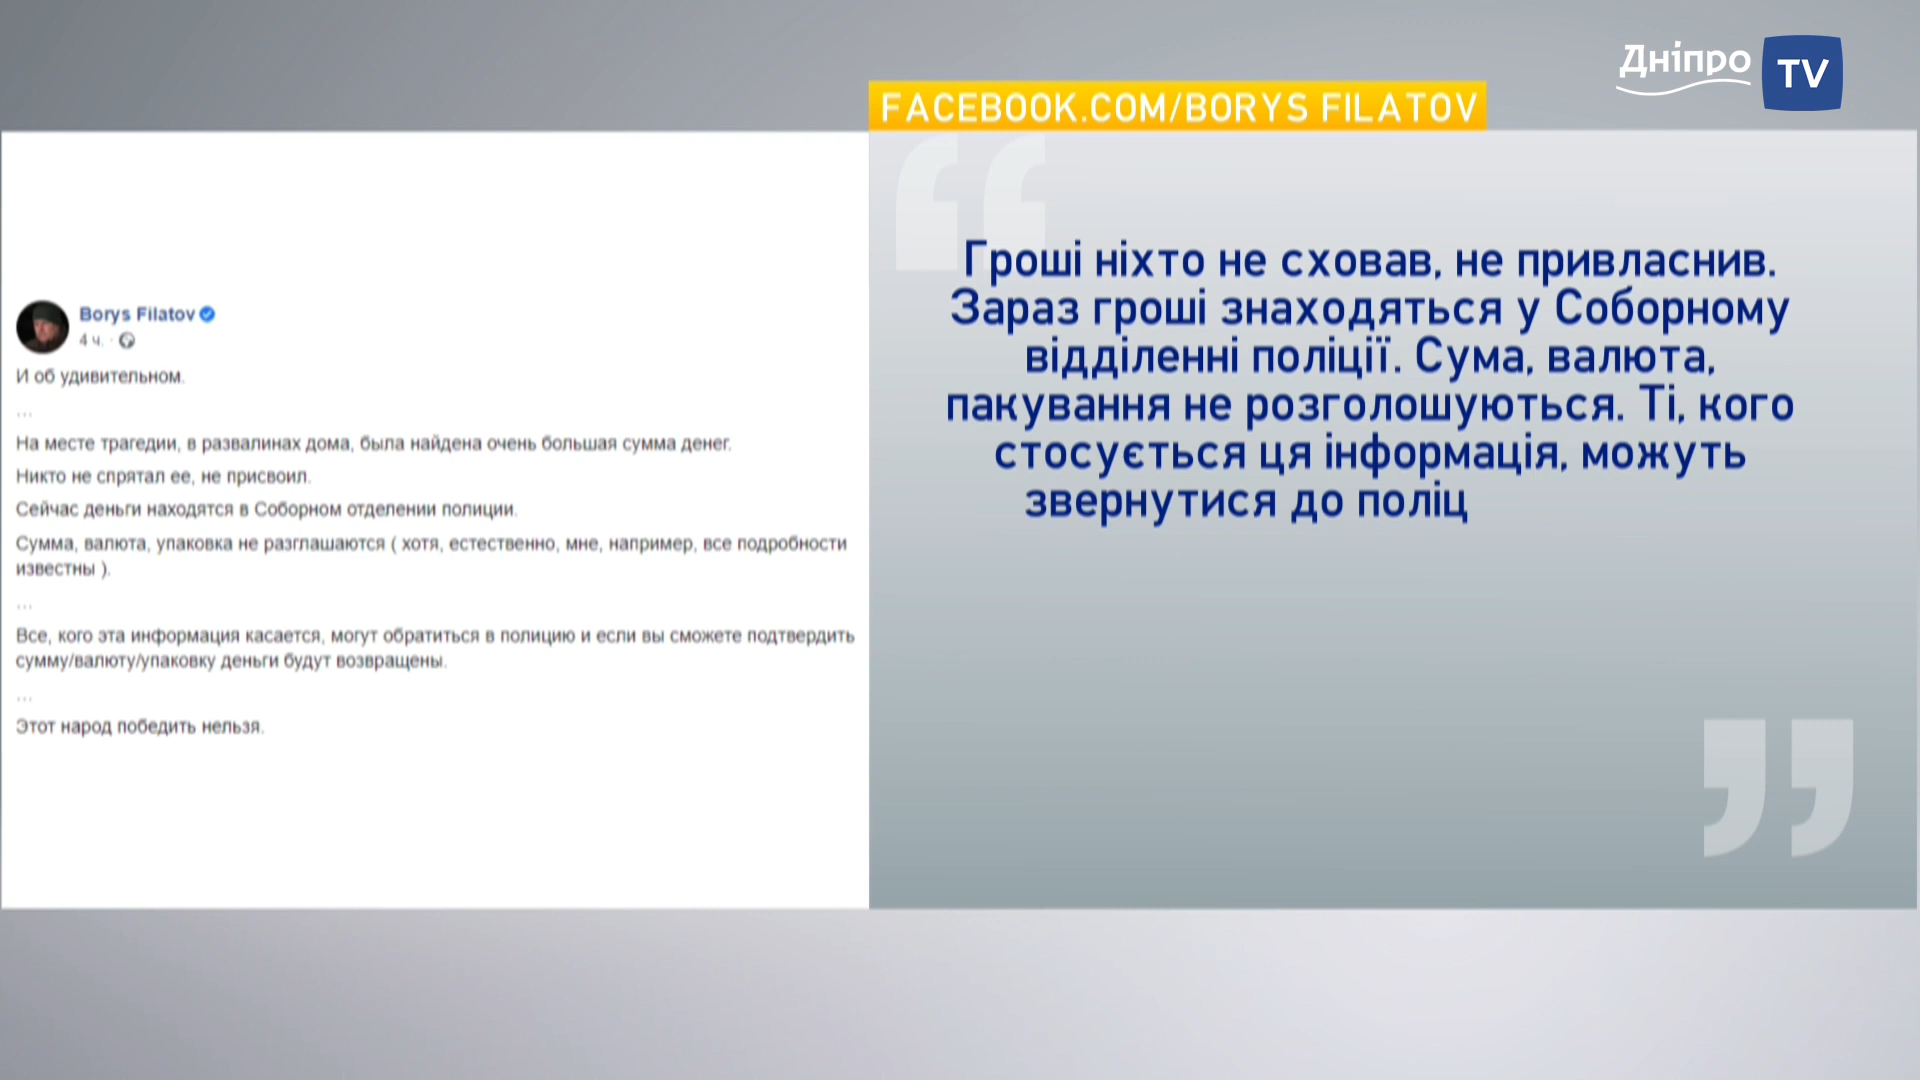 Дніпро TV
FACEBOOK.COM/BORYS FILATOV
Borys Filatov
4 ч. ·
И об удивительном.
...
На месте трагедии, в развалинах дома, была найдена очень большая сумма денег.
Никто не спрятал ее, не присвоил.
Сейчас деньги находятся в Соборном отделении полиции.
Сумма, валюта, упаковка не разглашаются ( хотя, естественно, мне, например, все подробности
известны ).
...
Все, кого эта информация касается, могут обратиться в полицию и если вы сможете подтвердить
сумму/валюту/упаковку деньги будут возвращены.
...
Этот народ победить нельзя.
Гроші ніхто не сховав, не привласнив.
Зараз гроші знаходяться у Соборному
відділенні поліції. Сума, валюта,
пакування не розголошуються. Ті, кого
стосується ця інформація, можуть
звернутися до поліц